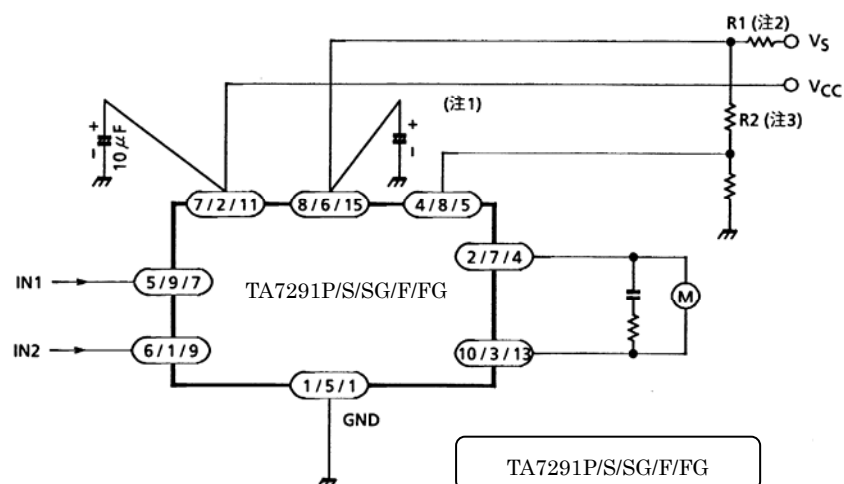 R1 (注2)
VS
VCC
(注1)
R2 (注3)
+
-
10μF
+
-
7/2/11
8/6/15
4/8/5
2/7/4
IN1
5/9/7
TA7291P/S/SG/F/FG
M
IN2
6/1/9
10/3/13
1/5/1
GND
TA7291P/S/SG/F/FG